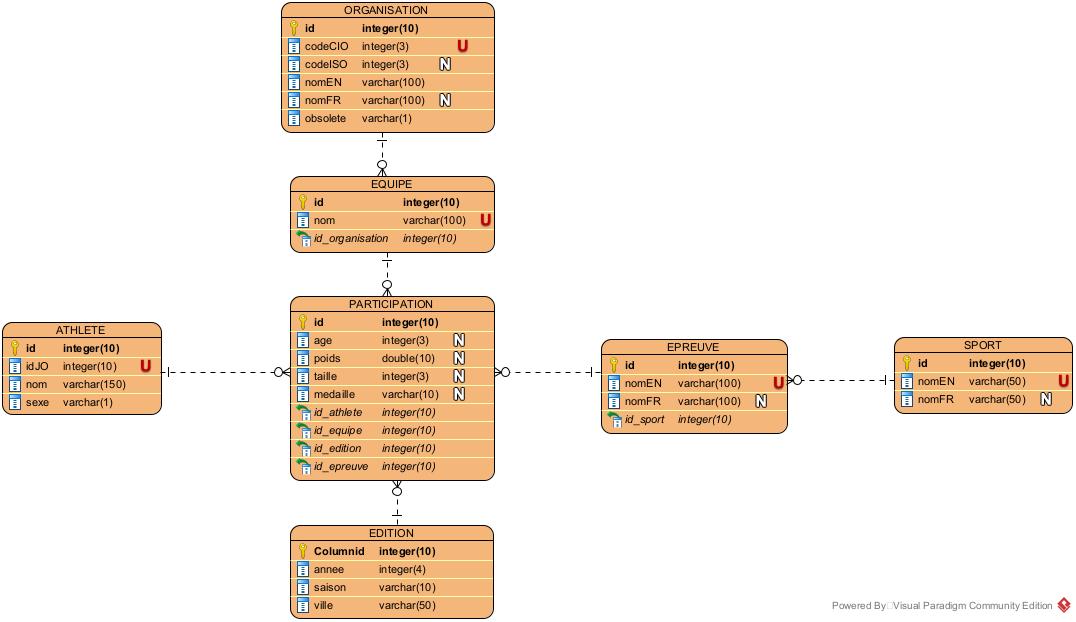 ORGANISATION
id integer(10)
codeCIO integer(3) U
codeISO integer(3) N
nomEN varchar(100)
nomFR varchar(100) N
obsolete varchar(1)
EQUIPE
id integer(10)
nom varchar(100) U
id_organisation integer(10)
PARTICIPATION
id integer(10)
age integer(3) N
poids double(10) N
taille integer(3) N
medaille varchar(10) N
id_athlete integer(10)
id_equipe integer(10)
id_edition integer(10)
id_epreuve integer(10)
ATHLETE
id integer(10)
idJO integer(10) U
nom varchar(150)
sexe varchar(1)
EPREUVE
id integer(10)
nomEN varchar(100) U
nomFR varchar(100) N
id_sport integer(10)
SPORT
id integer(10)
nomEN varchar(50) U
nomFR varchar(50) N
EDITION
Columnid integer(10)
annee integer(4)
saison varchar(10)
ville varchar(50)
Powered By Visual Paradigm Community Edition